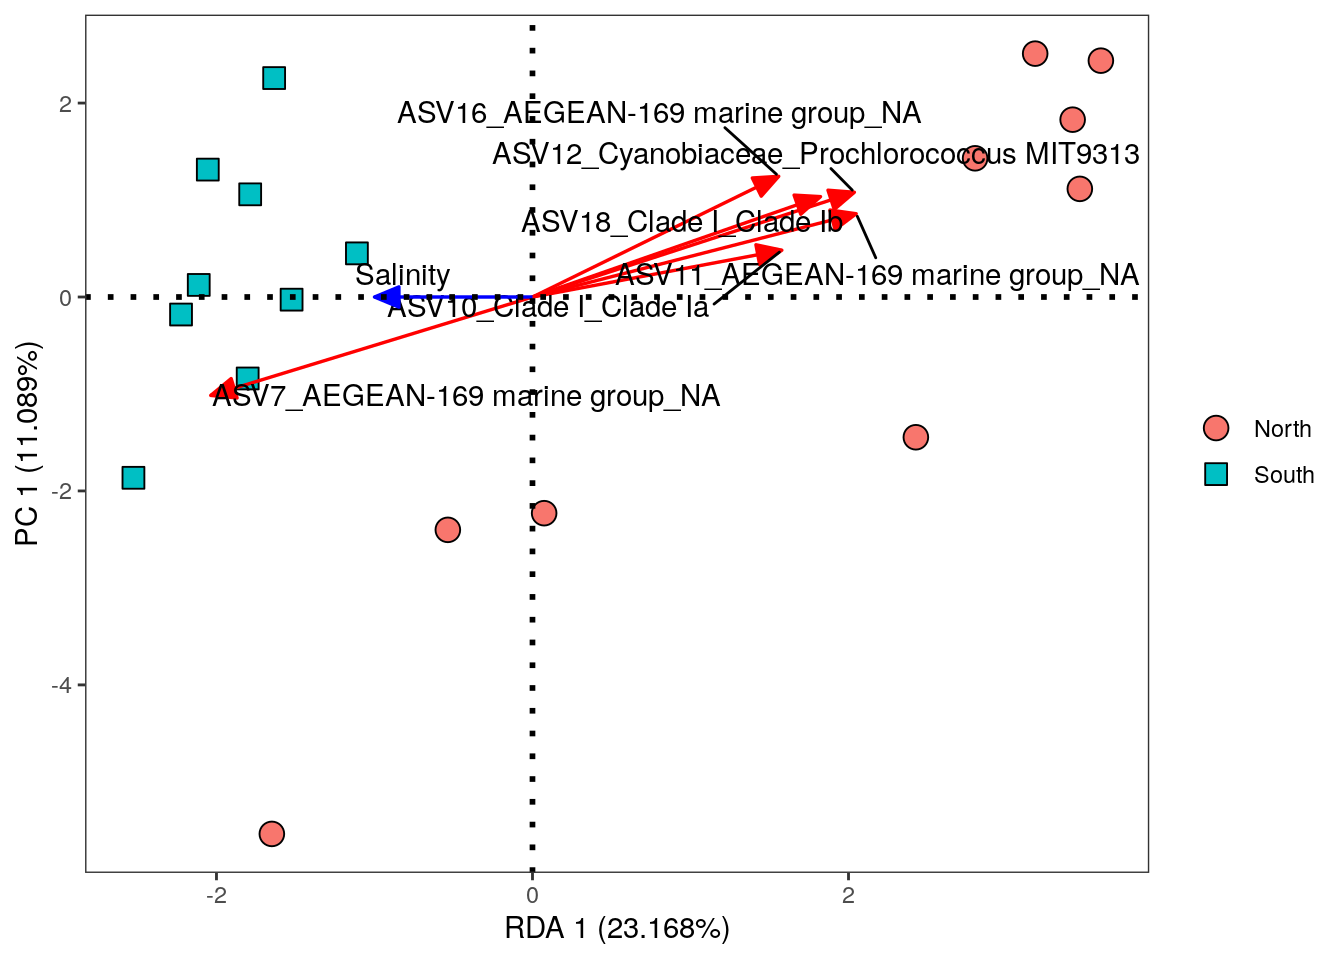 2
0
-2
-4
PC 1 (11.089%)
ASV16_AEGEAN-169 marine group_NA
ASV12_Cyanobiaceae_Prochlorococcus MIT9313
ASV18_Clade I_Clade Ib
Salinity
ASV11_AEGEAN-169 marine group_NA
ASV10_Clade I_Clade Ia
ASV7_AEGEAN-169 marine group_NA
North
South
-2
0
2
RDA 1 (23.168%)